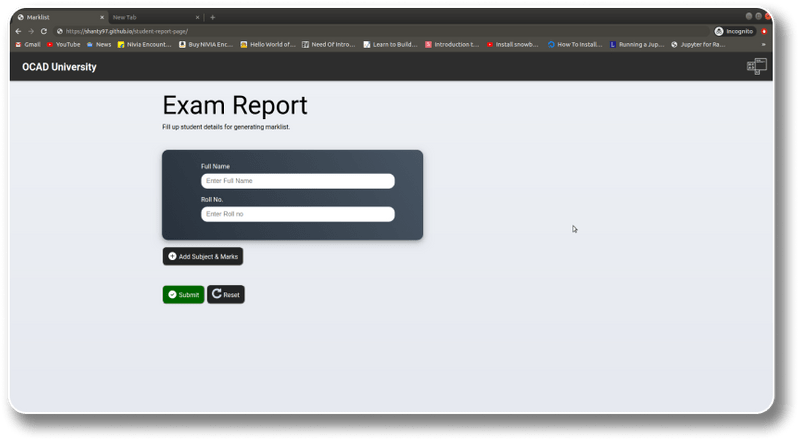 Marklist
New Tab
https://shanty97.github.io/student-report-page/
Incognito
Gmail
YouTube
News
Nivia Encount...
Buy NIVIA Enc...
Hello World of...
Need Of Intro...
Learn to Build...
Introduction t...
Install snowb...
How To Install...
Running a Jup...
Jupyter for Ra...
»
OCAD University
Exam Report
Fill up student details for generating marklist.
Full Name
Enter Full Name
Roll No.
Enter Roll no
Add Subject & Marks
Submit
Reset